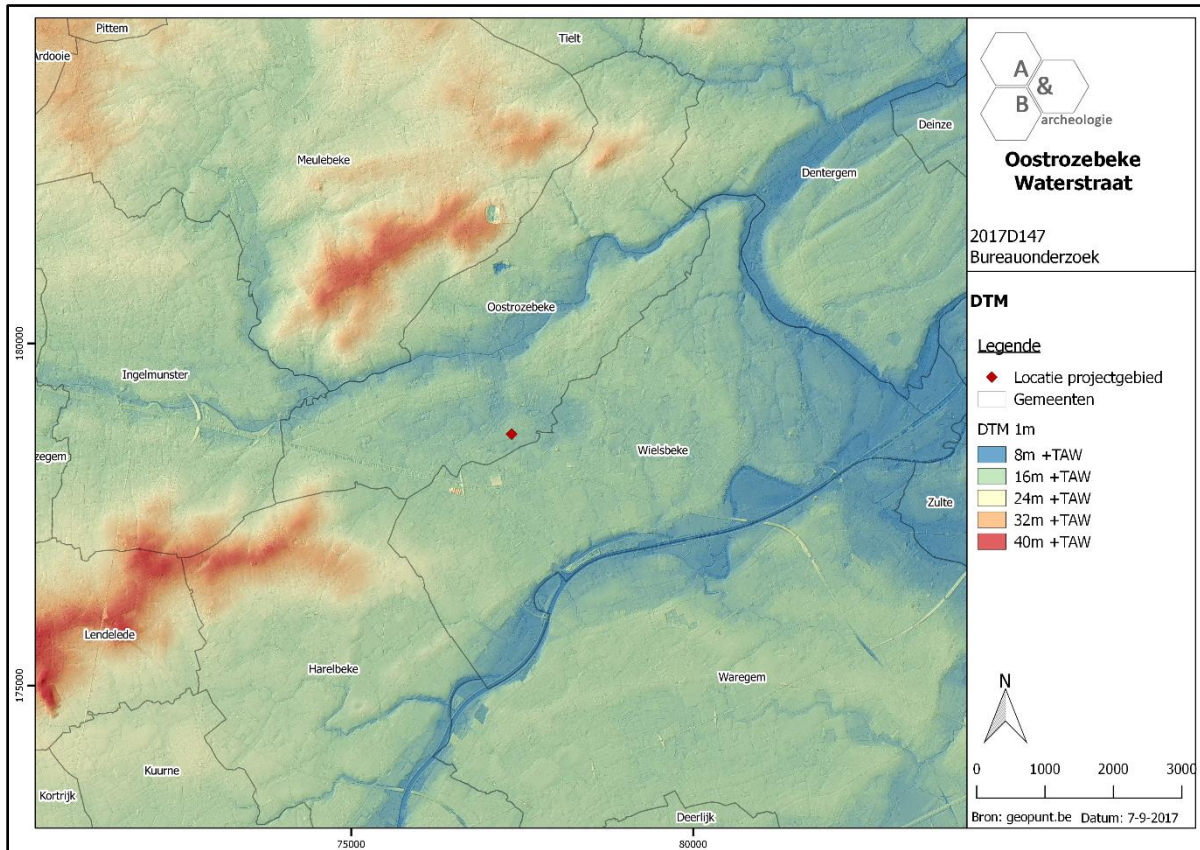 Pittem
Ardooie
Tielt
Deinze
Meulebeke
Dentergem
Oostrozebeke
180000
Ingelmunster
Wielsbeke
zegem
Zulte
Lendelede
Harelbeke
Waregem
175000
Kuurne
Kortrijk
Deerlijk
75000
80000
A
&
B
archeologie
Oostrozebeke
Waterstraat
2017D147
Bureauonderzoek
DTM
Legende
Locatie projectgebied
Gemeenten
DTM 1m
8m +TAW
16m +TAW
24m +TAW
32m +TAW
40m +TAW
N
0 1000 2000 3000
Bron: geopunt.be Datum: 7-9-2017